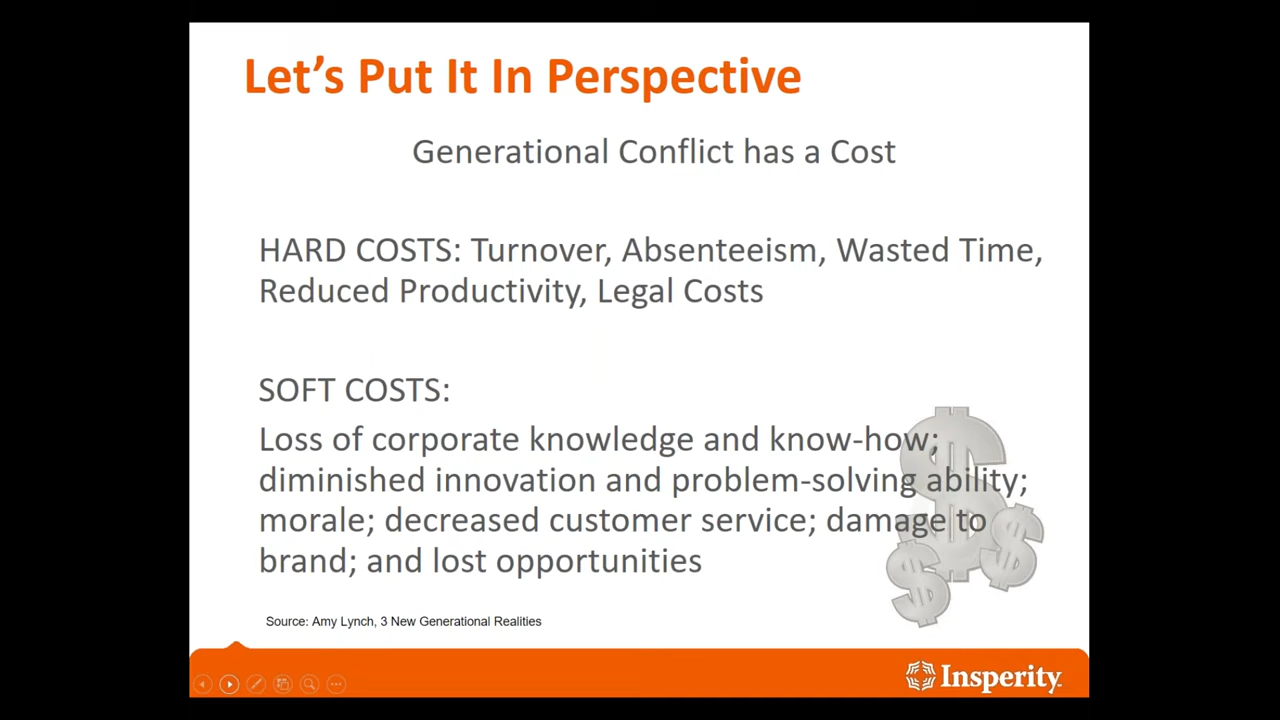 Let’s Put It In Perspective
Generational Conflict has a Cost
HARD COSTS: Turnover, Absenteeism, Wasted Time,
Reduced Productivity, Legal Costs
SOFT COSTS:
Loss of corporate knowledge and know-how;
diminished innovation and problem-solving ability;
morale; decreased customer service; damage to
brand; and lost opportunities
Source: Amy Lynch, 3 New Generational Realities
Insperity.